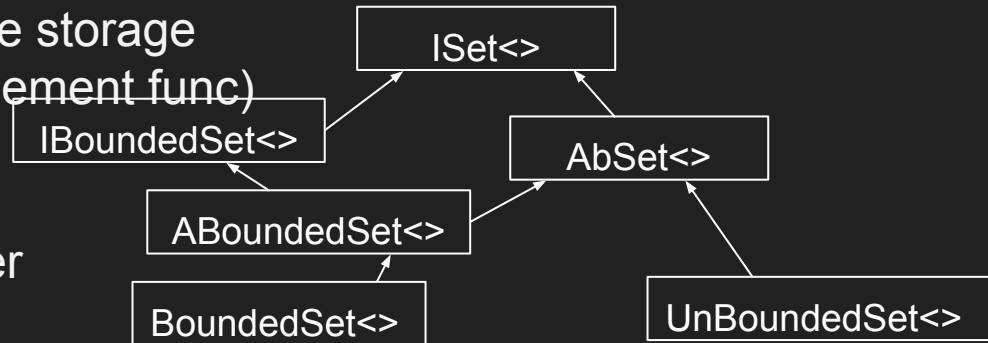 e storage
ISet<>
ement func)
IBoundedSet<>
AbSet<>
ABoundedSet<>
er
BoundedSet<>
UnBoundedSet<>